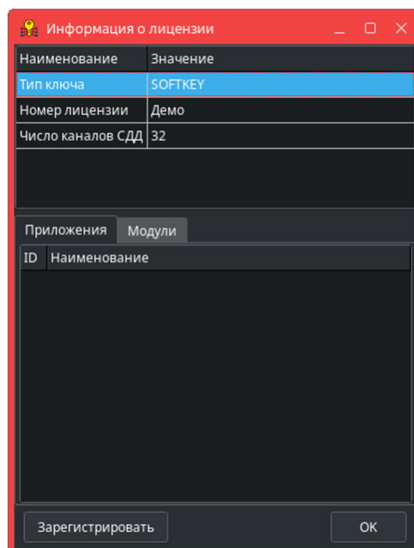 Информация о лицензии
Наименование Значение
Тип ключа SOFTKEY
Номер лицензии Демо
Число каналов СДД 32
Приложения Модули
ID Наименование
Зарегистрировать OK